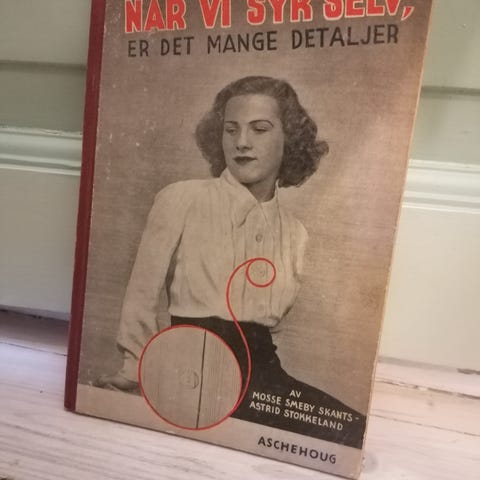 NÅR VI SYR SELV,
ER DET MANGE DETALJER
AV
MOSSE SMEBY SKANTS-
ASTRID STOKKELAND
ASCHEHOUG